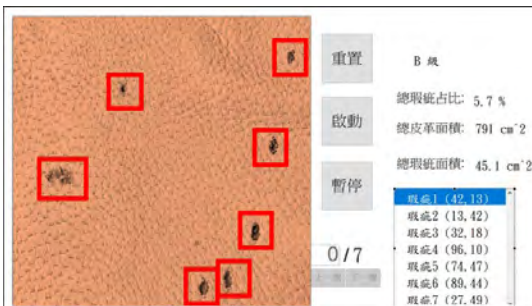 重置
啟動
暫停
0/7
B 級
總瑕疵占比: 5.7 %
總皮革面積: 791 cm^2
總瑕疵面積: 45.1 cm^2
瑕疵1 (42,13)
瑕疵2 (13,42)
瑕疵3 (32,18)
瑕疵4 (96,10)
瑕疵5 (74,47)
瑕疵6 (89,44)
瑕疵7 (27,49)